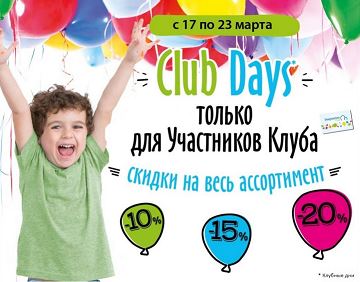 с 17 по 23 марта
Club Days*
только
для Участников Клуба
скидки на весь ассортимент
-10%
-15%
-20%
* Клубные дни